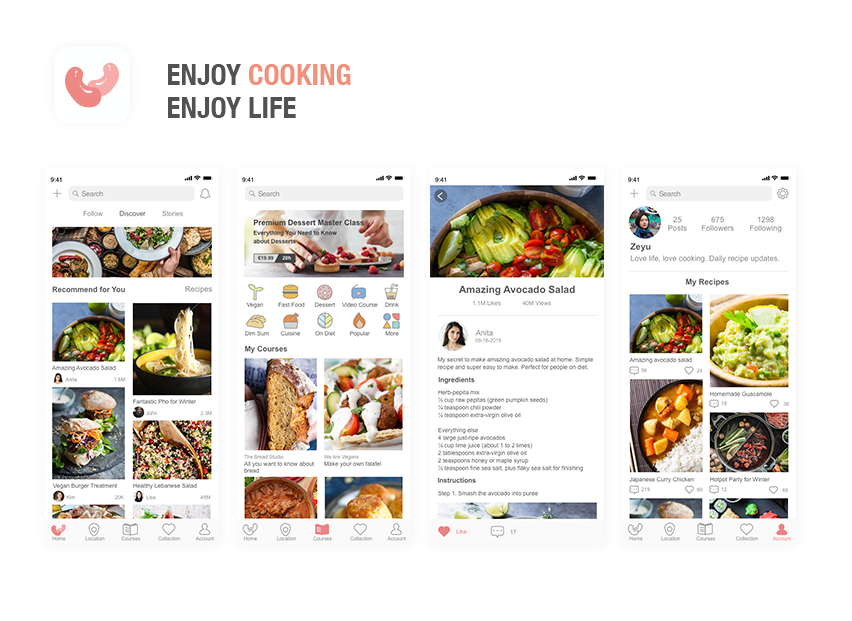 ENJOY COOKING
ENJOY LIFE
9:41
Search
Follow Discover Stories
Recommend for You Recipes
Amazing Avocado Salad
Anita 1.6M
Fantastic Pho for Winter
John 2.3M
Vegan Burger Treatment
Kim 20K
Healthy Lebanese Salad
Lisa 45M
Home Location Courses Collection Account
9:41
Search
Premium Dessert Master Class
Everything You Need to Know
about Desserts
€19.99 20h
Vegan Fast Food Dessert Video Course Drink
Dim Sum Cuisine On Diet Popular More
My Courses
The Bread Studio
All you want to know about
bread
We Are Vegans
Make your own falafel
Home Location Courses Collection Account
9:41
Amazing Avocado Salad
1.1M Likes 40M Views
Anita
09-16-2019
My secret to make amazing avocado salad at home. Simple
recipe and super easy to make. Perfect for people on diet.
Ingredients
Herb-pepita mix
½ cup raw pepitas (green pumpkin seeds)
¼ teaspoon chili powder
¼ teaspoon extra-virgin olive oil
Everything else
4 large just-ripe avocados
¼ cup lime juice (about 1 to 2 limes)
2 tablespoons extra-virgin olive oil
2 teaspoons honey or maple syrup
½ teaspoon fine sea salt, plus flaky sea salt for finishing
Instructions
Step 1. Smash the avocado into puree
Like 17
9:41
Search
25 675 1298
Posts Followers Following
Zeyu
Love life, love cooking. Daily recipe updates.
My Recipes
Amazing avocado salad
56 24
Homemade Guacamole
79 36
Japanese Curry Chicken
219 89
Hotpot Party for Winter
12 65
Home Location Courses Collection Account